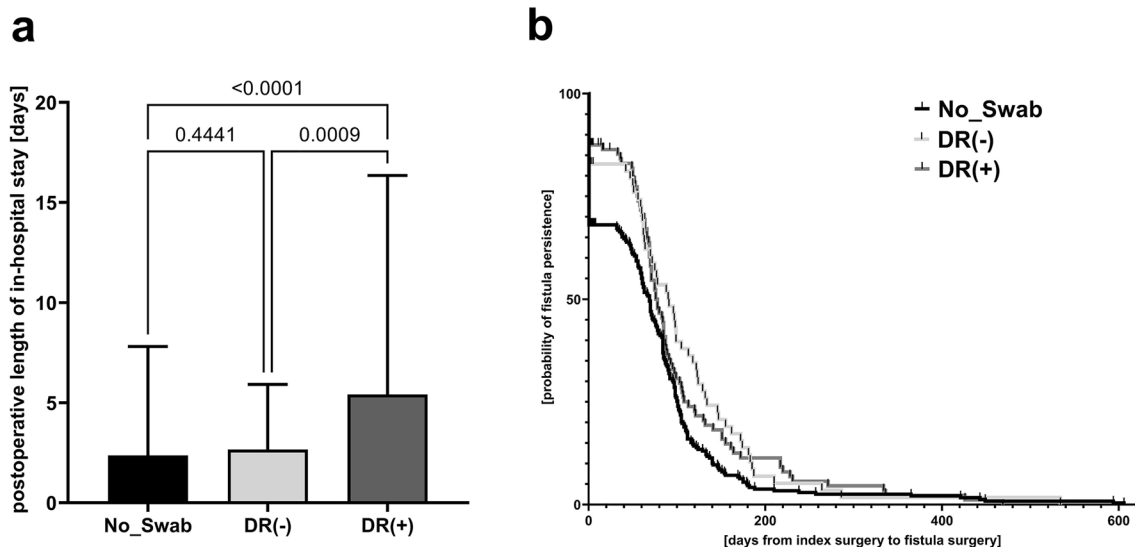 a
postoperative length of in-hospital stay [days]
20
15
10
5
0
<0.0001
0.4441
0.0009
No_Swab
DR(-)
DR(+)
b
[probability of fistula persistence]
100
50
0
No_Swab
DR(-)
DR(+)
0
200
400
600
[days from index surgery to fistula surgery]